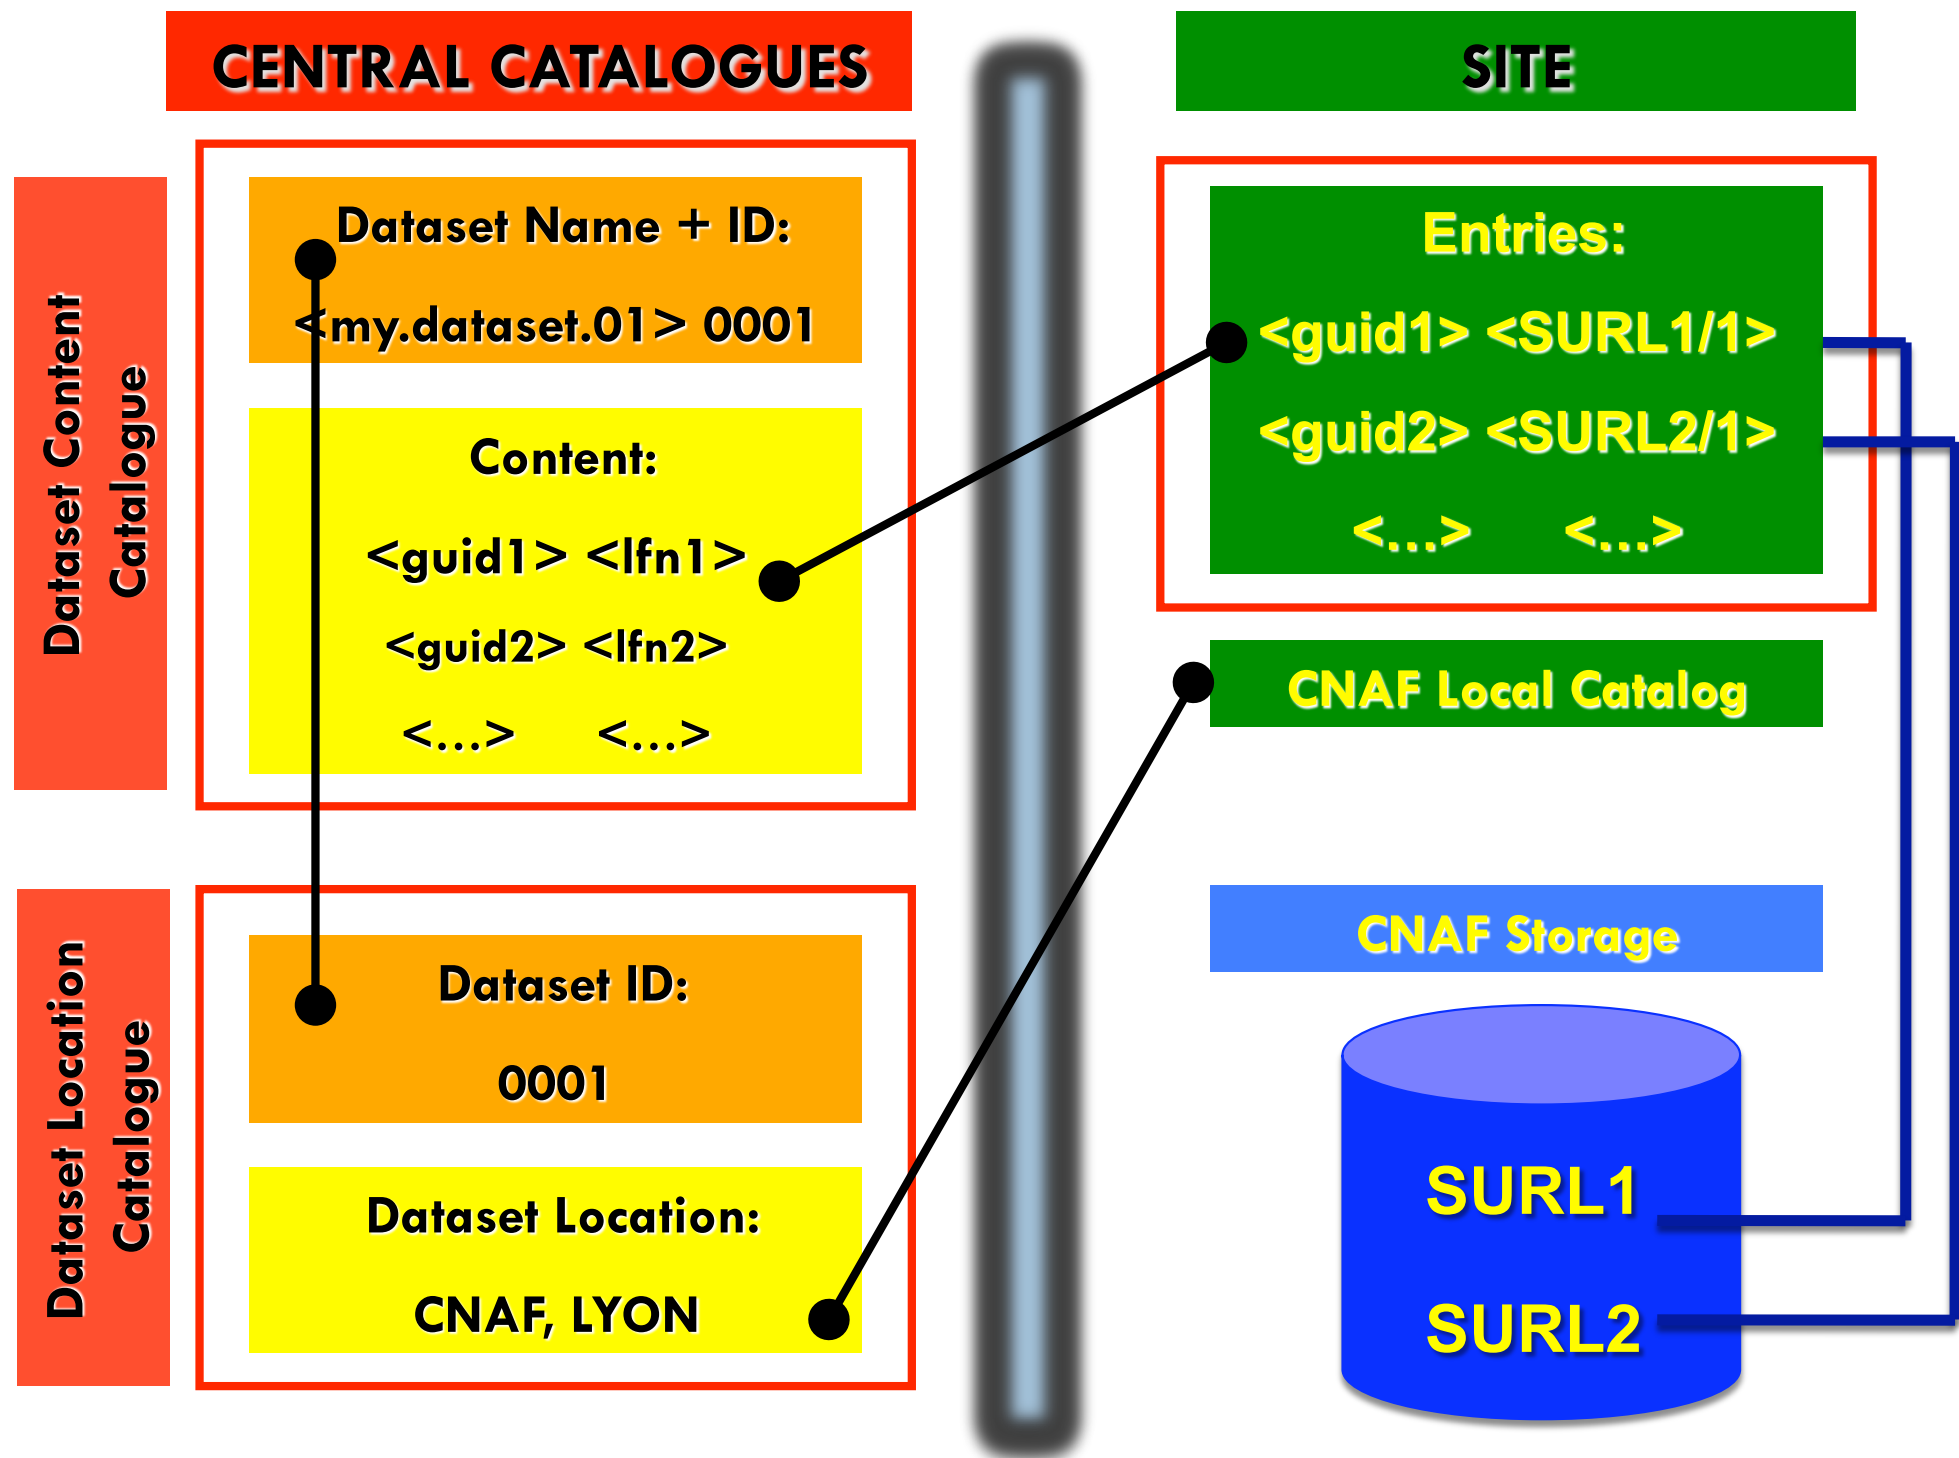 CENTRAL CATALOGUES
Dataset Content
Catalogue
Dataset Name + ID:
<my.dataset.01> 0001
Content:
<guid1> <lfn1>
<guid2> <lfn2>
<...> <...>
Dataset Location
Catalogue
Dataset ID:
0001
Dataset Location:
CNAF, LYON
SITE
Entries:
<guid1> <SURL1/1>
<guid2> <SURL2/1>
<...> <...>
CNAF Local Catalog
CNAF Storage
SURL1
SURL2